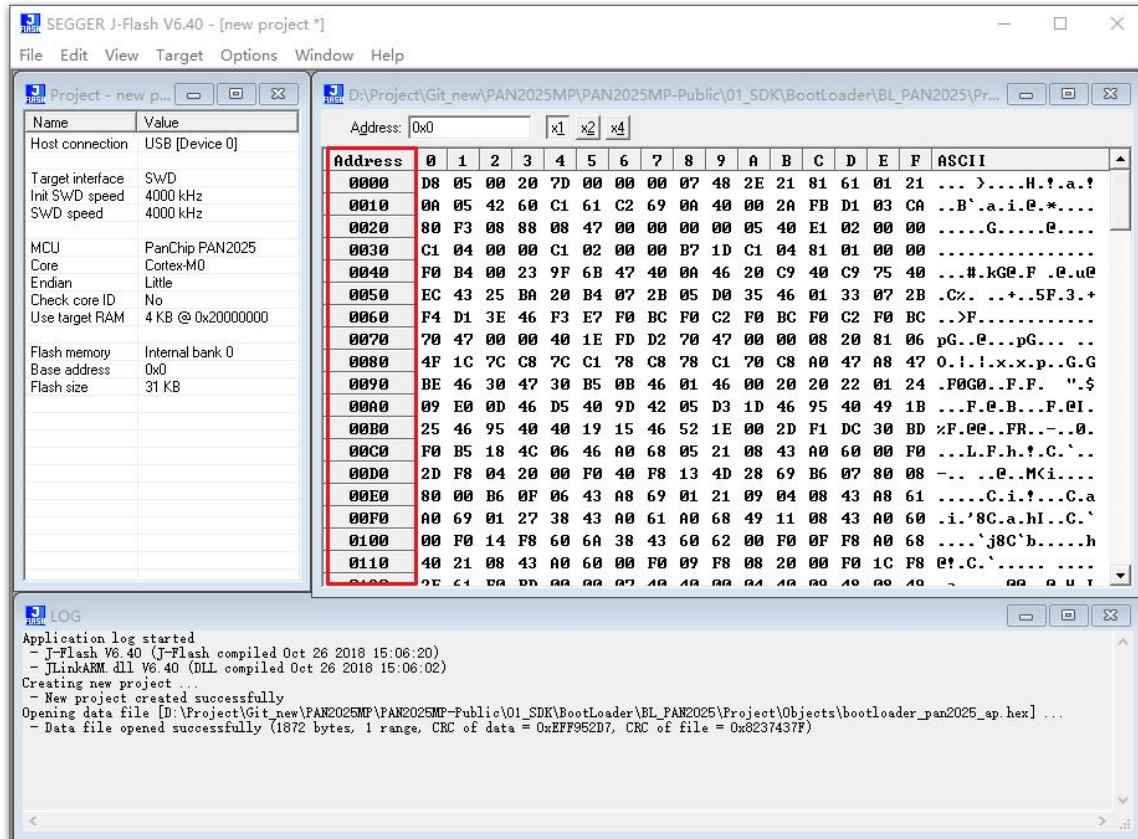 SEGGER J-Flash V6.40 - [new project *]
File Edit View Target Options Window Help
Project - new p...
Name Value
Host connection USB [Device 0]
Target interface SWD
Init SWD speed 4000 kHz
SWD speed 4000 kHz
MCU PanChip PAN2025
Core Cortex-M0
Endian Little
Check core ID No
Use target RAM 4 KB @ 0x20000000
Flash memory Internal bank 0
Base address 0x0
Flash size 31 KB
D:\Project\Git_new\PAN2025MP\PAN2025MP-Public\01_SDK\BootLoader\BL_PAN2025\Pr...
Address: 0x0 x1 x2 x4
Address 0 1 2 3 4 5 6 7 8 9 A B C D E F ASCII
0000 D8 05 00 20 7D 00 00 00 07 48 2E 21 81 61 01 21 ... }....H.!.a.!
0010 0A 05 42 60 C1 61 C2 69 0A 40 00 2A FB D1 03 CA ..B`.a.i.@.*....
0020 80 F3 08 88 08 47 00 00 00 00 05 40 E1 02 00 00 .....G.....@....
0030 C1 04 00 00 C1 02 00 00 B7 1D C1 04 81 01 00 00 ................
0040 F0 B4 00 23 9F 6B 47 40 0A 46 20 C9 40 C9 75 40 ...#.kG@.F .@.u@
0050 EC 43 25 BA 20 B4 07 2B 05 D0 35 46 01 33 07 2B .C%. ..+..5F.3.+
0060 F4 D1 3E 46 F3 E7 F0 BC F0 C2 F0 BC F0 C2 F0 BC ..>F............
0070 70 47 00 00 40 1E FD D2 70 47 00 00 08 20 81 06 pG..@...pG... ..
0080 4F 1C 7C C8 7C C1 78 C8 78 C1 70 C8 A0 47 A8 47 O.|.|.x.x.p..G.G
0090 BE 46 30 47 30 B5 0B 46 01 46 00 20 20 22 01 24 .F0G0..F.F.  ".$
00A0 09 E0 0D 46 D5 40 9D 42 05 D3 1D 46 95 40 49 1B ...F.@.B...F.@I.
00B0 25 46 95 40 40 19 15 46 52 1E 00 2D F1 DC 30 BD %F.@@..FR..-..0.
00C0 F0 B5 18 4C 06 46 A0 68 05 21 08 43 A0 60 00 F0 ...L.F.h.!.C.`..
00D0 2D F8 04 20 00 F0 40 F8 13 4D 28 69 B6 07 80 08 -.. ..@..M(i....
00E0 80 00 B6 0F 06 43 A8 69 01 21 09 04 08 43 A8 61 .....C.i.!...C.a
00F0 A0 69 01 27 38 43 A0 61 A0 68 49 11 08 43 A0 60 .i.'8C.a.hI..C.`
0100 00 F0 14 F8 60 6A 38 43 60 62 00 F0 0F F8 A0 68 ....`j8C`b.....h
0110 40 21 08 43 A0 60 00 F0 09 F8 08 20 00 F0 1C F8 @!.C.`..... ....
LOG
Application log started
- J-Flash V6.40 (J-Flash compiled Oct 26 2018 15:06:20)
- JLinkARM.dll V6.40 (DLL compiled Oct 26 2018 15:06:02)
Creating new project ...
- New project created successfully
Opening data file [D:\Project\Git_new\PAN2025MP\PAN2025MP-Public\01_SDK\BootLoader\BL_PAN2025\Project\Objects\bootloader_pan2025_ap.hex] ...
- Data file opened successfully (1872 bytes, 1 range, CRC of data = 0xEFF952D7, CRC of file = 0x8237437F)